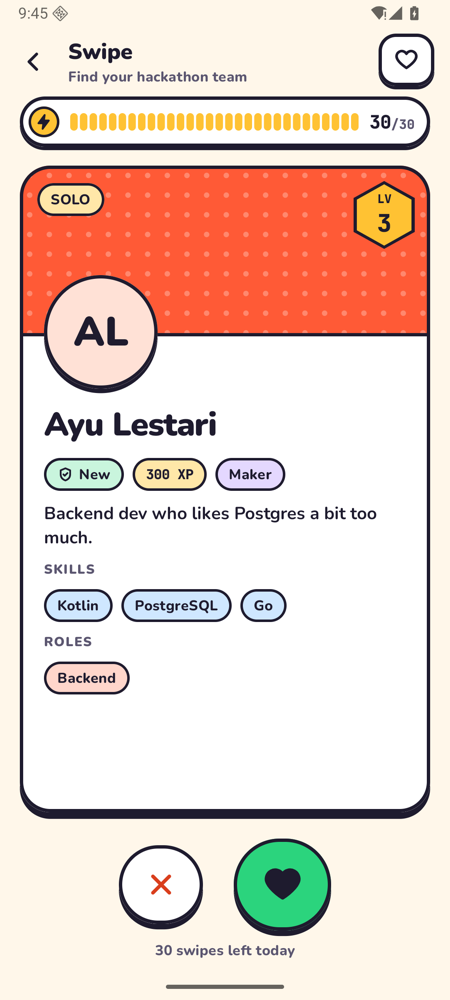 9:45
Swipe
Find your hackathon team
30/30
SOLO
LV
3
AL
Ayu Lestari
New
300 XP
Maker
Backend dev who likes Postgres a bit too
much.
SKILLS
Kotlin
PostgreSQL
Go
ROLES
Backend
30 swipes left today